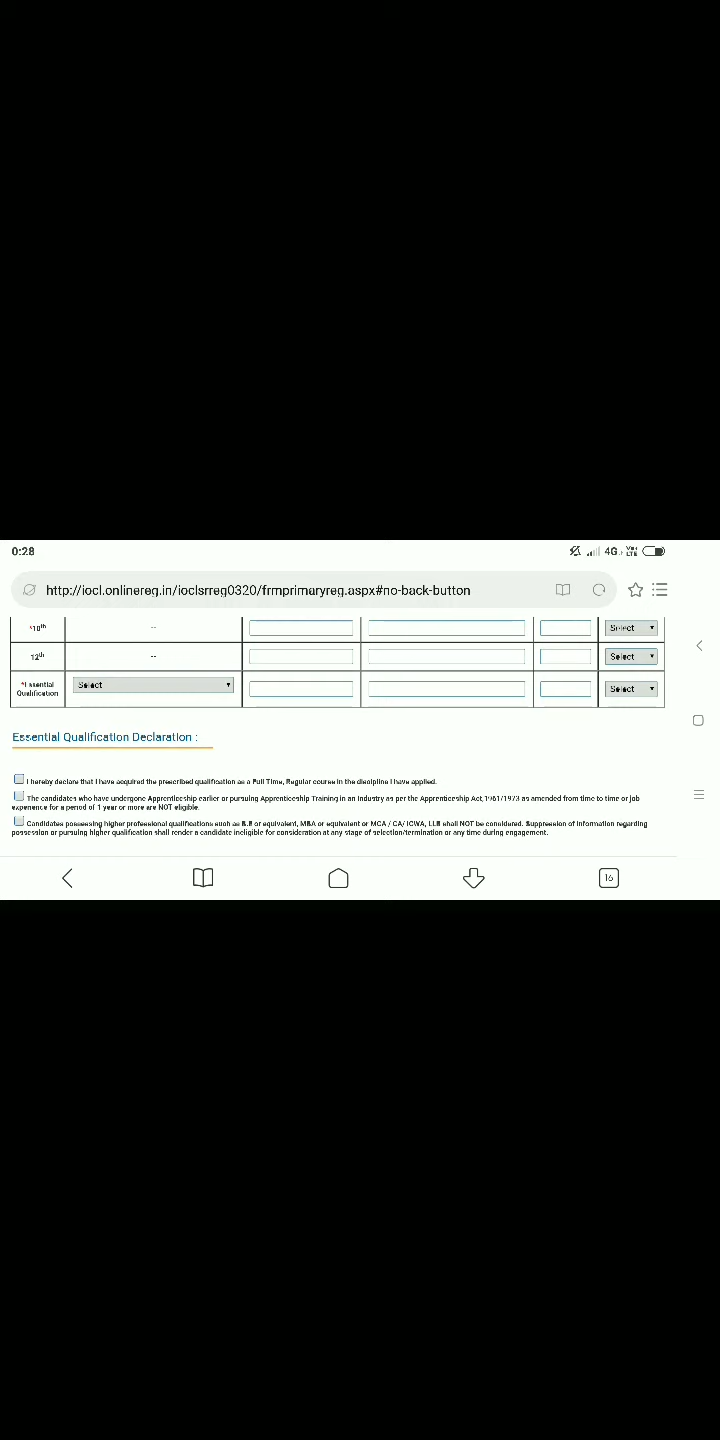 0:28
4G
Vo
LTE
http://iocl.onlinereg.in/ioclsrreg0320/frmprimaryreg.aspx#no-back-button
*10th -- Select
12th -- Select
*Essential Qualification Select Select
Essential Qualification Declaration :
I hereby declare that I have acquired the prescribed qualification as a Full Time, Regular course in the discipline I have applied.
The candidates who have undergone Apprenticeship earlier or pursuing Apprenticeship Training in an Industry as per the Apprenticeship Act,1961/1973 as amended from time to time or job
experience for a period of 1 year or more are NOT eligible.
Candidates possessing higher professional qualifications such as B.E or equivalent, MBA or equivalent or MCA / CA/ ICWA, LLB shall NOT be considered. Suppression of information regarding
possession or pursuing higher qualification shall render a candidate ineligible for consideration at any stage of selection/termination or any time during engagement.
16